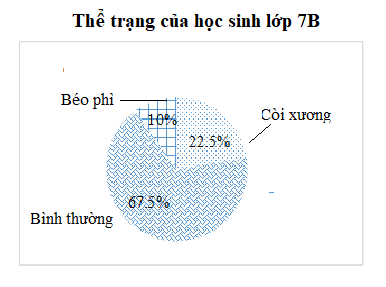 Thể trạng của học sinh lớp 7B
Béo phì
10%
Còi xương
22.5%
67.5%
Bình thường